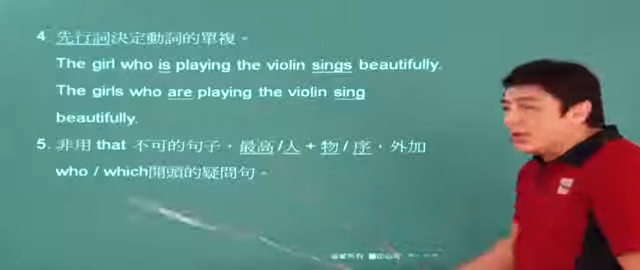 4. 先行詞決定動詞的單複。
The girl who is playing the violin sings beautifully.
The girls who are playing the violin sing
beautifully.
5. 非用 that 不可的句子，最高/人 + 物/序，外加
who / which開頭的疑問句。